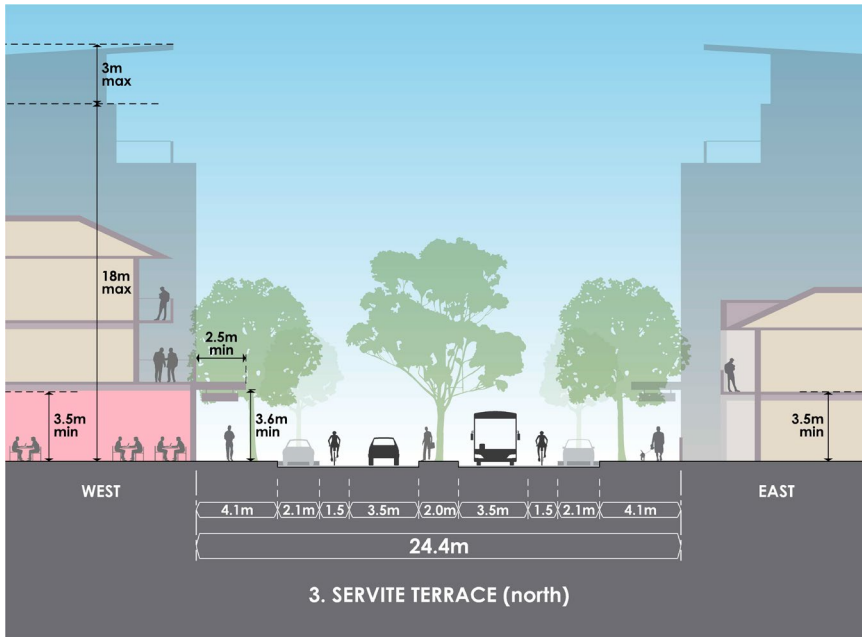 3m
max
18m
max
2.5m
min
3.5m
min
3.6m
min
3.5m
min
WEST
EAST
4.1m
2.1m
1.5
3.5m
2.0m
3.5m
1.5
2.1m
4.1m
24.4m
3. SERVITE TERRACE (north)